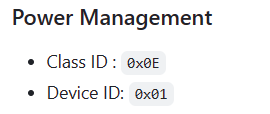 Power Management
• Class ID : 0x0E
• Device ID: 0x01